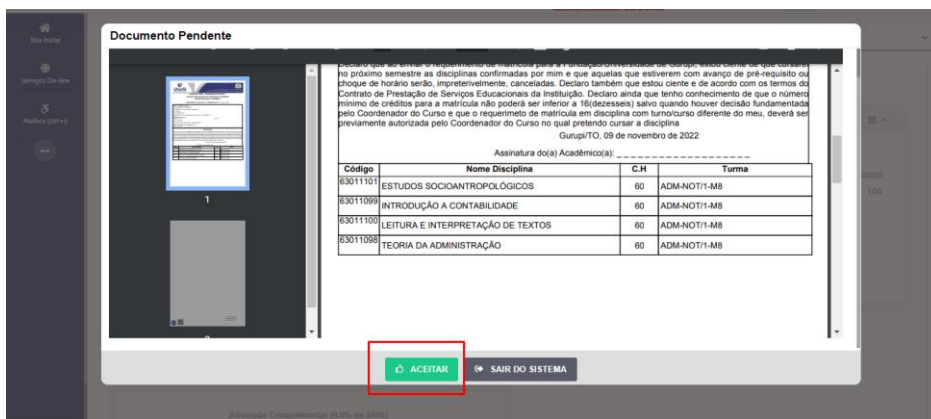 Tela Inicial
Documento Pendente
Serviços On-line
Atalhos (ctrl+i)
Declaro que ao enviar o requerimento de matrícula para a Fundação/Universidade de Gurupi, estou ciente de que cursarei
no próximo semestre as disciplinas confirmadas por mim e que aquelas que estiverem com avanço de pré-requisito ou
choque de horário serão, impreterivelmente, canceladas. Declaro também que estou ciente e de acordo com os termos do
Contrato de Prestação de Serviços Educacionais da Instituição. Declaro ainda que tenho conhecimento de que o número
mínimo de créditos para a matrícula não poderá ser inferior a 16(dezesseis) salvo quando houver decisão fundamentada
pelo Coordenador do Curso e que o requerimeto de matrícula em disciplina com turno/curso diferente do meu, deverá ser
previamente autorizada pelo Coordenador do Curso no qual pretendo cursar a disciplina
Gurupi/TO, 09 de novembro de 2022
Assinatura do(a) Acadêmico(a): _ _ _ _ _ _ _ _ _ _ _ _ _ _ _ _ _ _ _ _
Código Nome Disciplina C.H Turma
63011101 ESTUDOS SOCIOANTROPOLÓGICOS 60 ADM-NOT/1-M8
63011099 INTRODUÇÃO A CONTABILIDADE 60 ADM-NOT/1-M8
63011100 LEITURA E INTERPRETAÇÃO DE TEXTOS 60 ADM-NOT/1-M8
63011098 TEORIA DA ADMINISTRAÇÃO 60 ADM-NOT/1-M8
1
100
ACEITAR
SAIR DO SISTEMA
Atividade Complementar (0.0% de 24%)